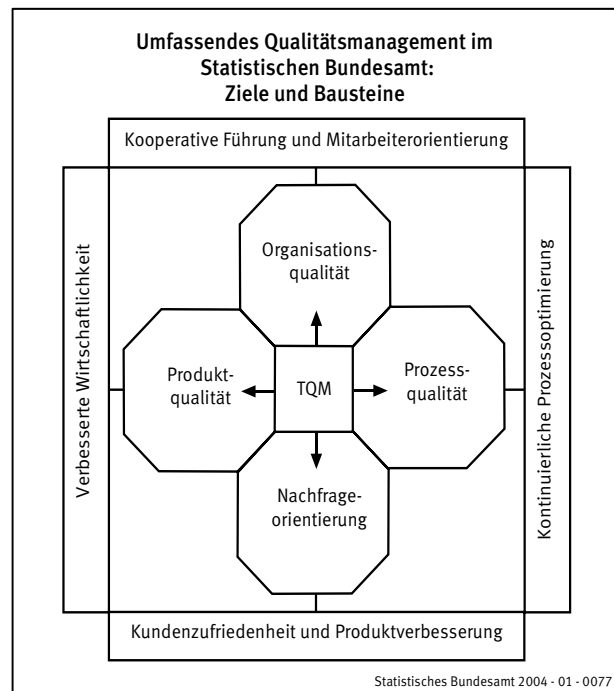 Umfassendes Qualitätsmanagement im
Statistischen Bundesamt:
Ziele und Bausteine
Kooperative Führung und Mitarbeiterorientierung
Verbesserte Wirtschaftlichkeit
Organisations-
qualität
Produkt-
qualität
TQM
Prozess-
qualität
Nachfrage-
orientierung
Kontinuierliche Prozessoptimierung
Kundenzufriedenheit und Produktverbesserung
Statistisches Bundesamt 2004 - 01 - 0077